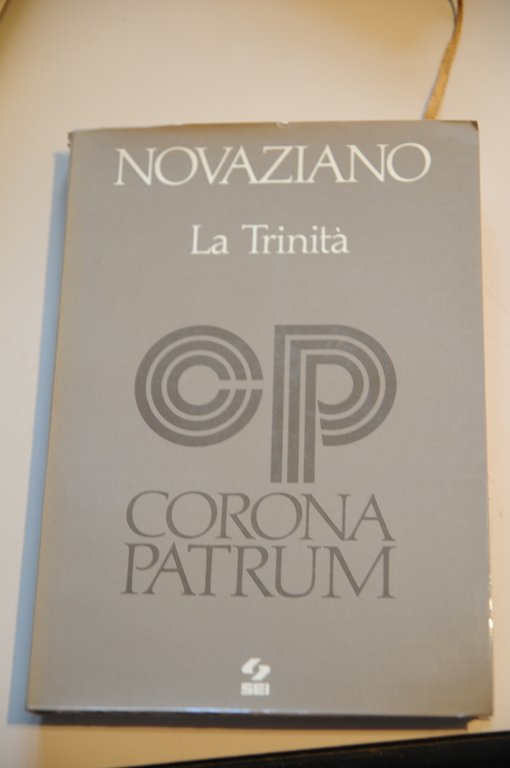 NOVAZIANO
La Trinità
CP
CORONA
PATRUM
SEI